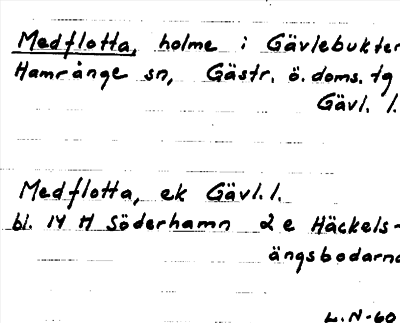 Medflotta, holme i Gävlebukten
Hamrånge sn, Gästr. ö. doms. tg
Gävl. l.
Medflotta, ek Gävl. l.
bl. 14 H Söderhamn 2 e Häckels-
ängsbodarna
L.N-60